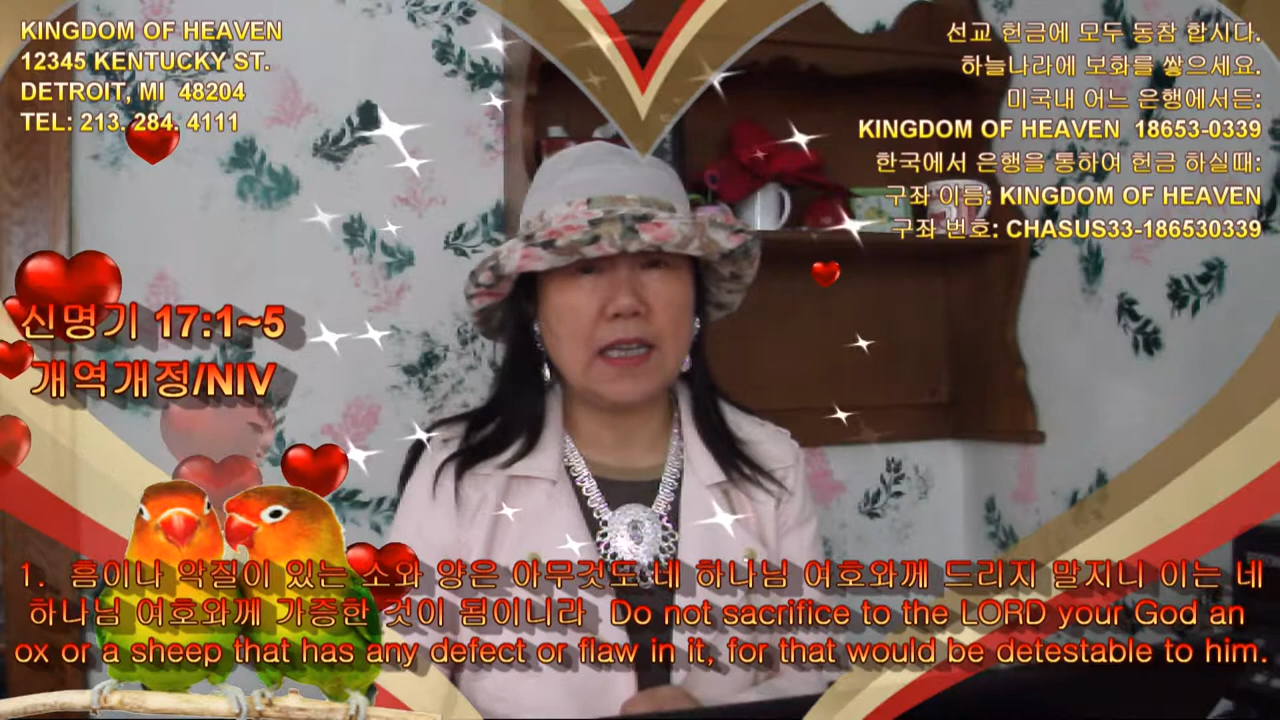 KINGDOM OF HEAVEN
12345 KENTUCKY ST.
DETROIT, MI 48204
TEL: 213. 284. 4111
선교 헌금에 모두 동참 합시다.
하늘나라에 보화를 쌓으세요.
미국내 어느 은행에서든:
KINGDOM OF HEAVEN 18653-0339
한국에서 은행을 통하여 헌금 하실때:
구좌 이름: KINGDOM OF HEAVEN
구좌 번호: CHASUS33-186530339
신명기 17:1~5
개역개정/NIV
1. 흠이나 악질이 있는 소와 양은 아무것도 네 하나님 여호와께 드리지 말지니 이는 네
하나님 여호와께 가증한 것이 됨이니라 Do not sacrifice to the LORD your God an
ox or a sheep that has any defect or flaw in it, for that would be detestable to him.